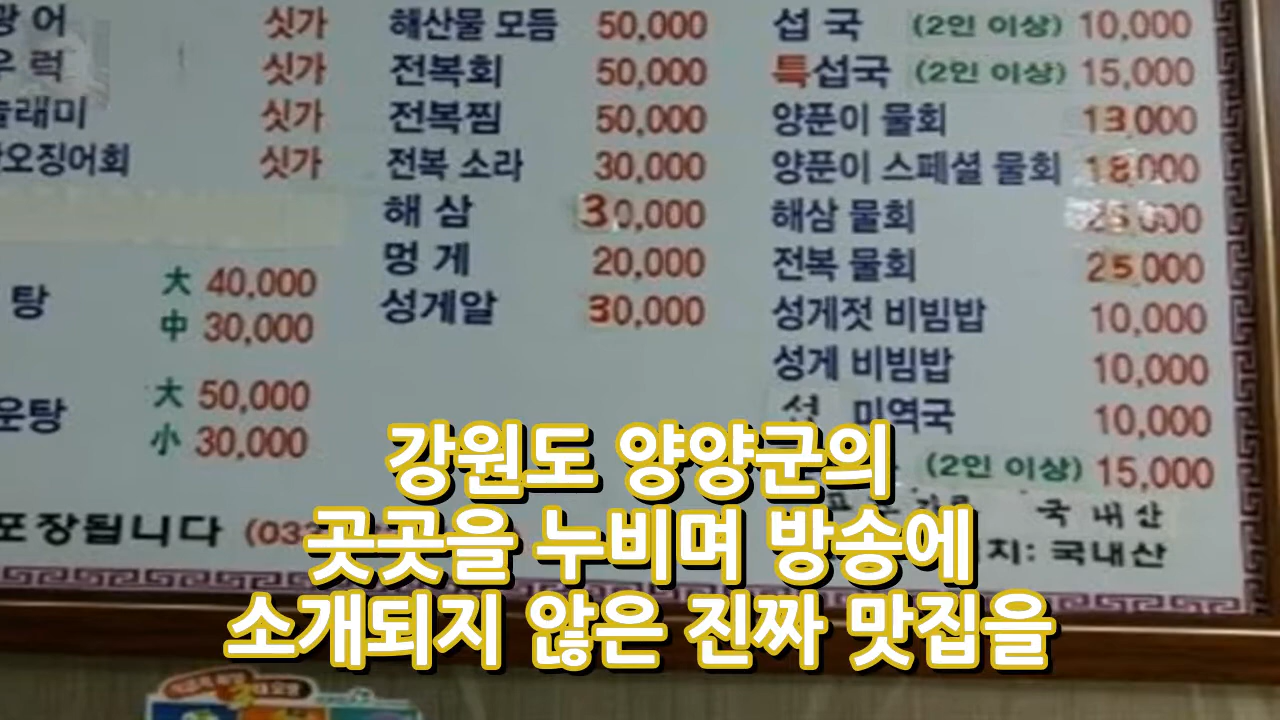 싯가
싯가
래미 싯가
오징어회 싯가
탕 大 40,000
中 30,000
운탕 大 50,000
小 30,000
포장됩니다 (033
해산물 모듬 50,000
전복회 50,000
전복찜 50,000
전복 소라 30,000
해 삼 30,000
멍 게 20,000
성게알 30,000
섭 국 (2인 이상) 10,000
특섭국 (2인 이상) 15,000
양푼이 물회 13,000
양푼이 스페셜 물회 18,000
해삼 물회
전복 물회 25,000
성게젓 비빔밥 10,000
성게 비빔밥 10,000
미역국 10,000
(2인 이상) 15,000
국내산
치: 국내산
강원도 양양군의
곳곳을 누비며 방송에
소개되지 않은 진짜 맛집을